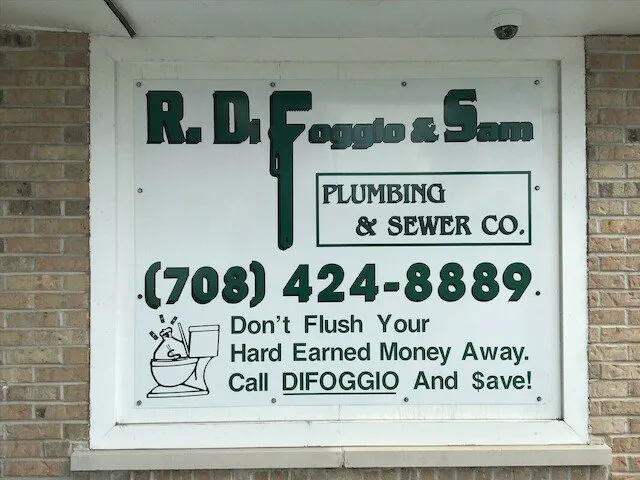 R. Di Foggio & Sam
PLUMBING
& SEWER CO.
(708) 424-8889
Don't Flush Your
Hard Earned Money Away.
Call DIFOGGIO And $ave!